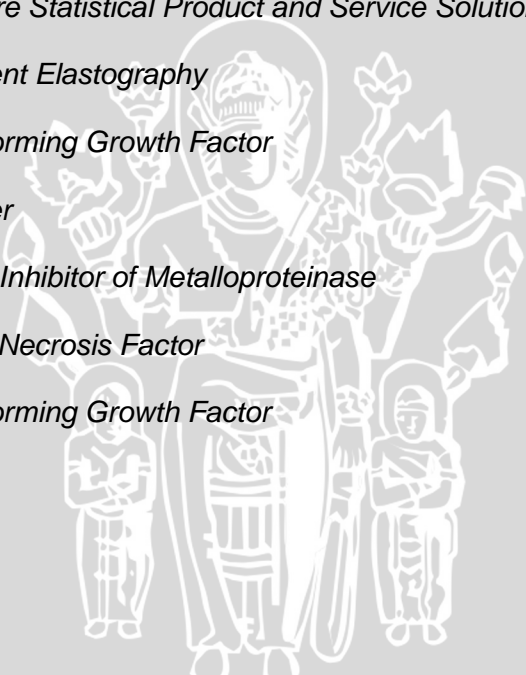 re Statistical Product and Service Solution
ent Elastography
orming Growth Factor
er
Inhibitor of Metalloproteinase
Necrosis Factor
orming Growth Factor